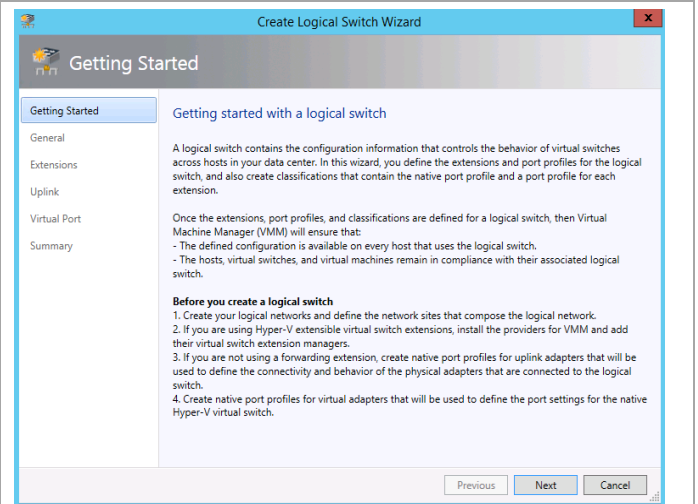 Create Logical Switch Wizard
x
Getting Started
Getting Started
General
Extensions
Uplink
Virtual Port
Summary
Getting started with a logical switch
A logical switch contains the configuration information that controls the behavior of virtual switches
across hosts in your data center. In this wizard, you define the extensions and port profiles for the logical
switch, and also create classifications that contain the native port profile and a port profile for each
extension.
Once the extensions, port profiles, and classifications are defined for a logical switch, then Virtual
Machine Manager (VMM) will ensure that:
- The defined configuration is available on every host that uses the logical switch.
- The hosts, virtual switches, and virtual machines remain in compliance with their associated logical
switch.
Before you create a logical switch
1. Create your logical networks and define the network sites that compose the logical network.
2. If you are using Hyper-V extensible virtual switch extensions, install the providers for VMM and add
their virtual switch extension managers.
3. If you are not using a forwarding extension, create native port profiles for uplink adapters that will be
used to define the connectivity and behavior of the physical adapters that are connected to the logical
switch.
4. Create native port profiles for virtual adapters that will be used to define the port settings for the native
Hyper-V virtual switch.
Previous
Next
Cancel